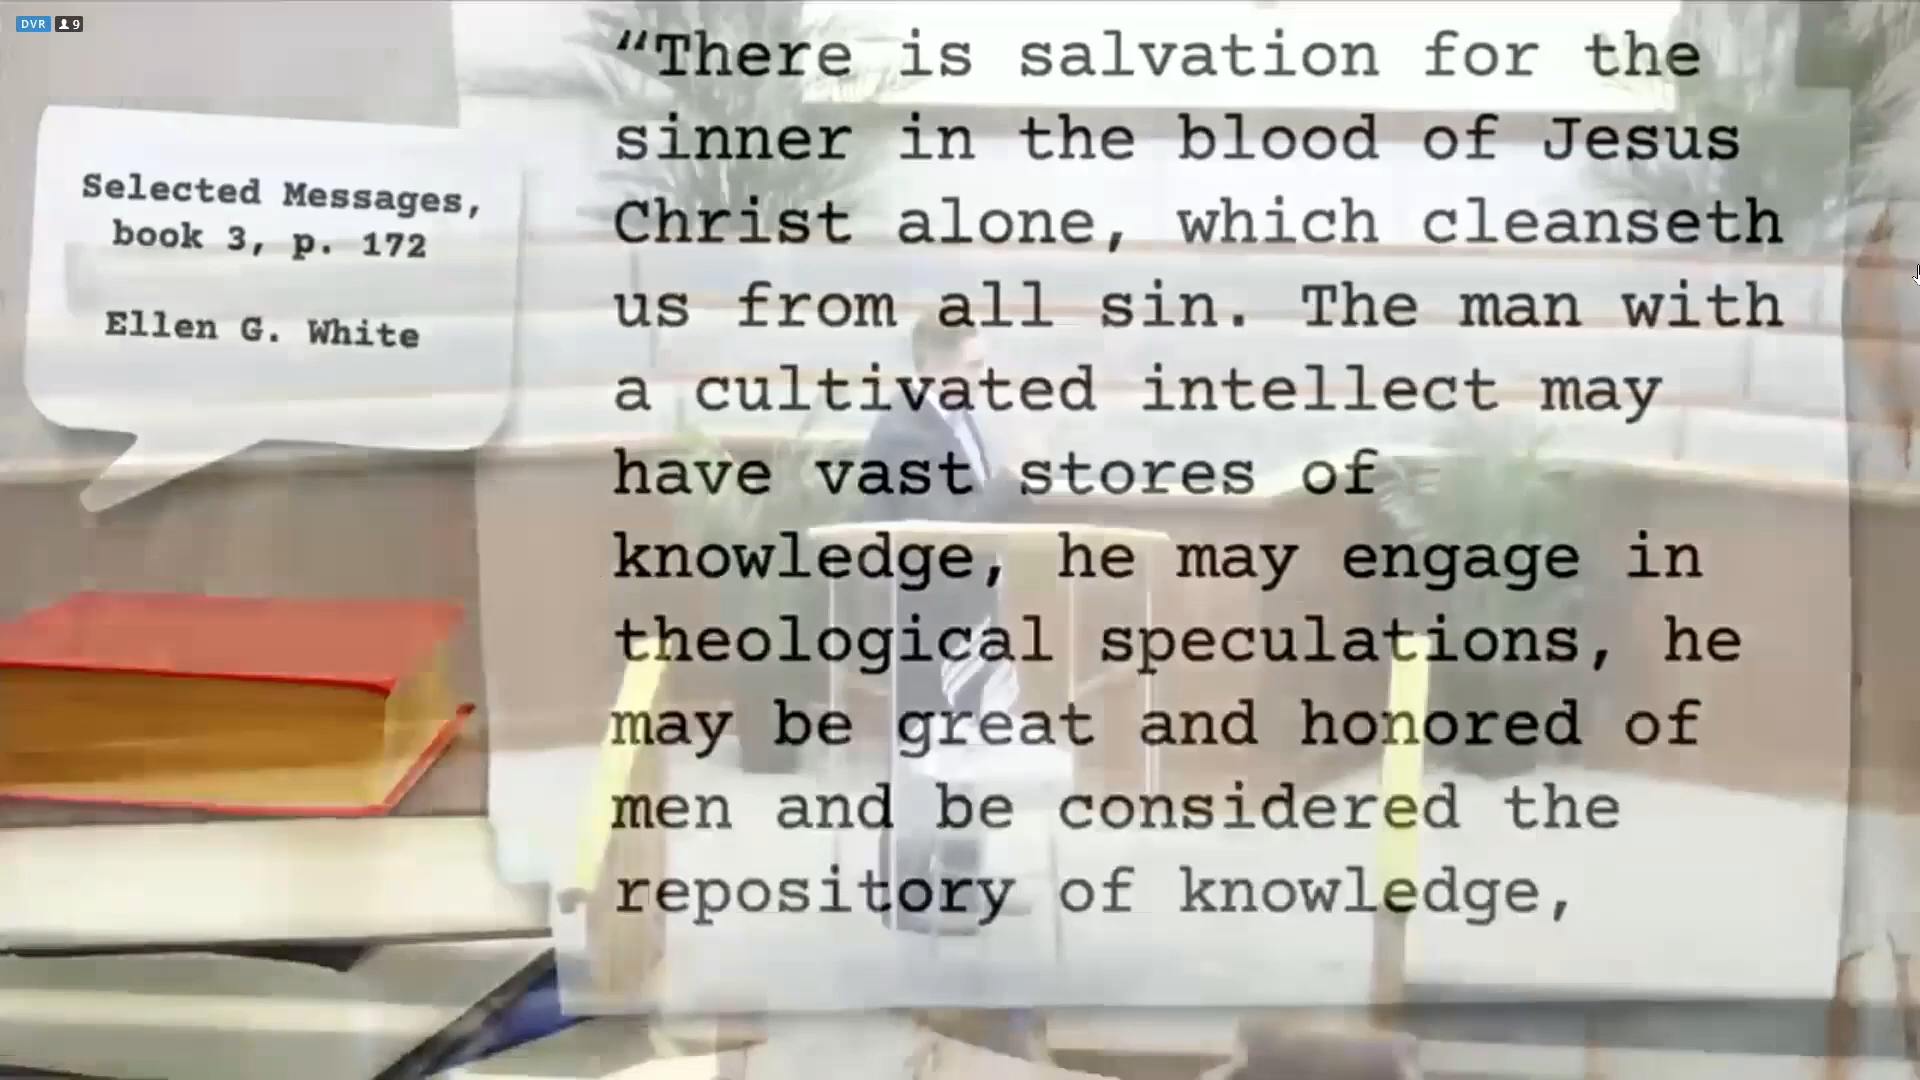 DVR 9
Selected Messages,
book 3, p. 172
Ellen G. White
“There is salvation for the
sinner in the blood of Jesus
Christ alone, which cleanseth
us from all sin. The man with
a cultivated intellect may
have vast stores of
knowledge, he may engage in
theological speculations, he
may be great and honored of
men and be considered the
repository of knowledge,